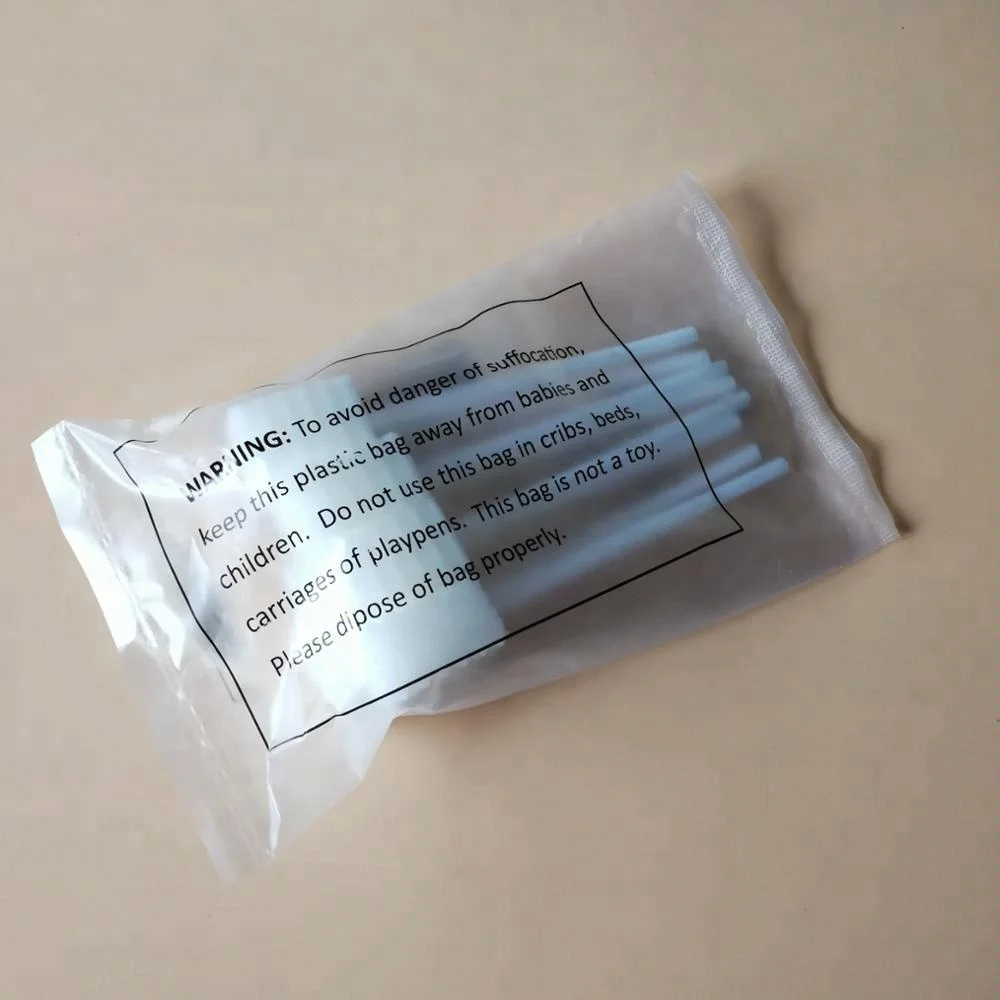 WARNING: To avoid danger of suffocation,
keep this plastic bag away from babies and
children. Do not use this bag in cribs, beds,
carriages of playpens. This bag is not a toy.
Please dipose of bag properly.